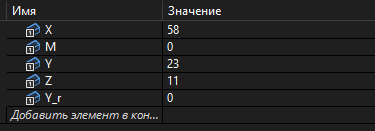 Имя Значение
X 58
M 0
Y 23
Z 11
Y_r 0
Добавить элемент в кон...